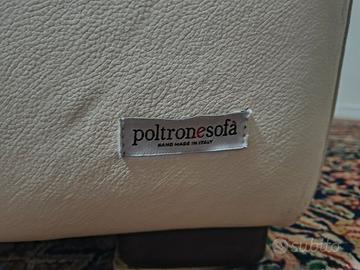 poltronesofà
HAND MADE IN ITALY
subito